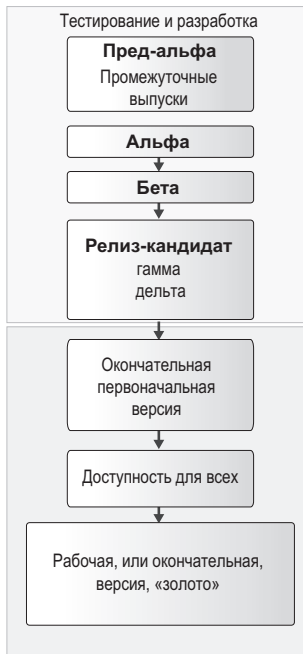 Тестирование и разработка
Пред-альфа
Промежуточные
выпуски
Альфа
Бета
Релиз-кандидат
гамма
дельта
Окончательная
первоначальная
версия
Доступность для всех
Рабочая, или окончательная,
версия, «золото»